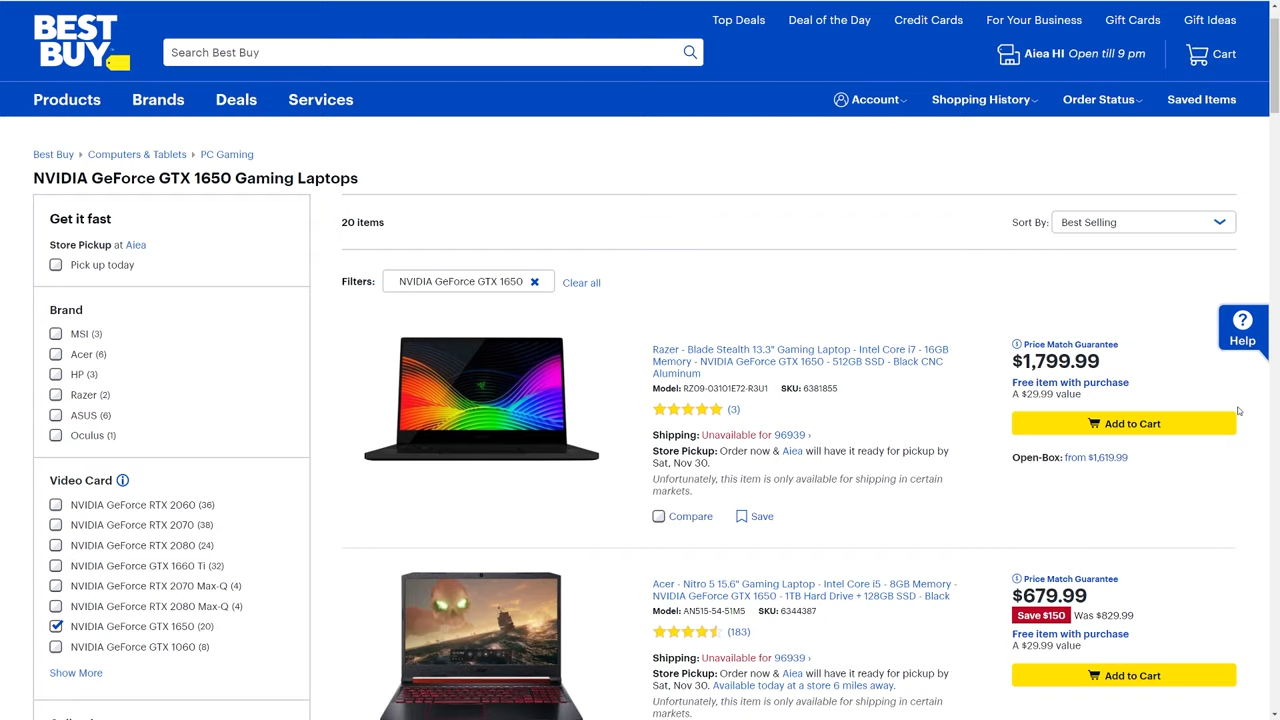 BEST BUY
Top Deals
Deal of the Day
Credit Cards
For Your Business
Gift Cards
Gift Ideas
Search Best Buy
Aiea HI Open till 9 pm
Cart
Products
Brands
Deals
Services
Account
Shopping History
Order Status
Saved Items
Best Buy
Computers & Tablets
PC Gaming
NVIDIA GeForce GTX 1650 Gaming Laptops
Get it fast
Store Pickup at Aiea
Pick up today
Brand
MSI (3)
Acer (6)
HP (3)
Razer (2)
ASUS (6)
Oculus (1)
Video Card
NVIDIA GeForce RTX 2060 (36)
NVIDIA GeForce RTX 2070 (38)
NVIDIA GeForce RTX 2080 (24)
NVIDIA GeForce GTX 1660 Ti (32)
NVIDIA GeForce RTX 2070 Max-Q (4)
NVIDIA GeForce RTX 2080 Max-Q (4)
NVIDIA GeForce GTX 1650 (20)
NVIDIA GeForce GTX 1060 (8)
Show More
20 items
Sort By: Best Selling
Filters: NVIDIA GeForce GTX 1650
Clear all
Razer - Blade Stealth 13.3" Gaming Laptop - Intel Core i7 - 16GB
Memory - NVIDIA GeForce GTX 1650 - 512GB SSD - Black CNC
Aluminum
Model: RZ09-03101E72-R3U1 SKU: 6381855
(3)
Shipping: Unavailable for 96939 ›
Store Pickup: Order now & Aiea will have it ready for pickup by
Sat, Nov 30.
Unfortunately, this item is only available for shipping in certain
markets.
Compare
Save
Price Match Guarantee
$1,799.99
Free item with purchase
A $29.99 value
Add to Cart
Open-Box: from $1,619.99
? Help
Acer - Nitro 5 15.6" Gaming Laptop - Intel Core i5 - 8GB Memory -
NVIDIA GeForce GTX 1650 - 1TB Hard Drive + 128GB SSD - Black
Model: AN515-54-51M5 SKU: 6344387
(183)
Shipping: Unavailable for 96939 ›
Store Pickup: Order now & Aiea will have it ready for pickup by
Sat, Nov 30. Available today at a store 6 miles away.
Unfortunately, this item is only available for shipping in certain
markets.
Price Match Guarantee
$679.99
Save $150 Was $829.99
Free item with purchase
A $29.99 value
Add to Cart